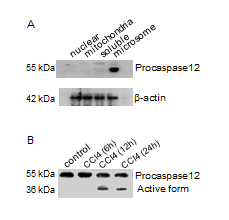 A
nuclear
mitochondria
soluble
microsome
55 kDa Procaspase12
42 kDa β-actin
B
control
CCl4 (6h)
CCl4 (12h)
CCl4 (24h)
55 kDa Procaspase12
36 kDa Active form